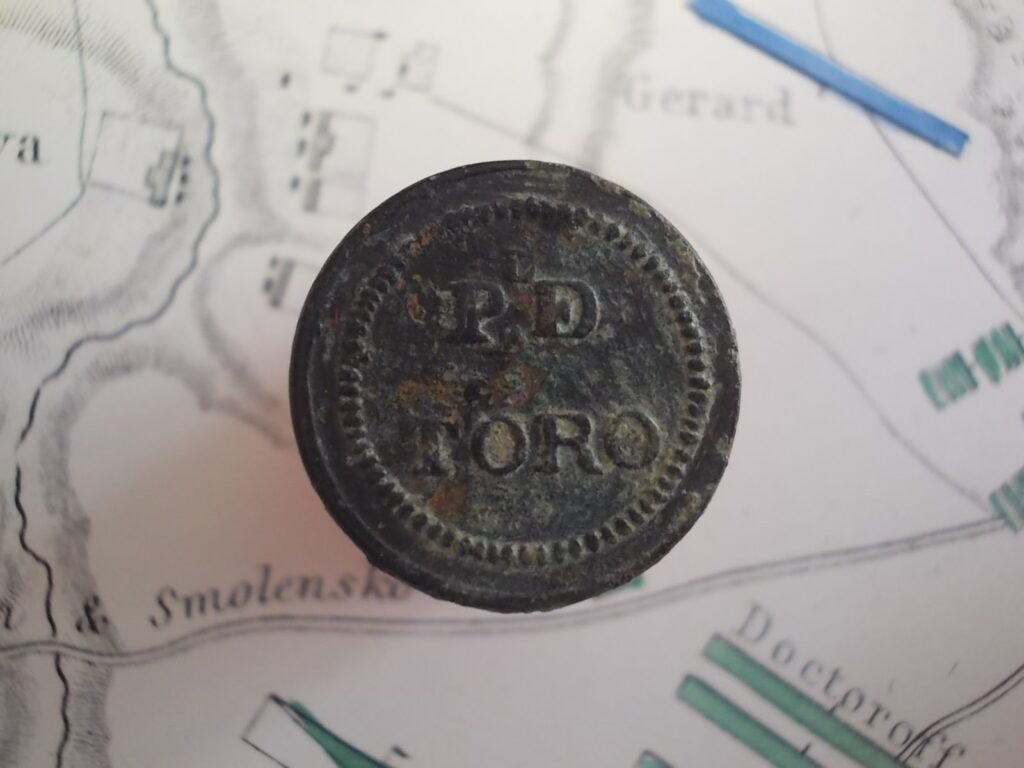 Gerard
va
P. D.
TORO
& Smolensko
Doctoroff